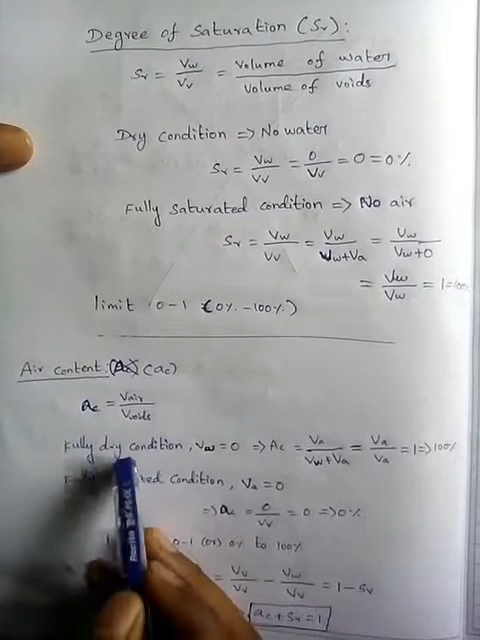 Degree of Saturation (Sr):
Sr = Vw/Vv = Volume of water/Volume of voids
Dry condition => No water
Sr = Vw/Vv = 0/Vv = 0 = 0%
Fully saturated condition => No air
Sr = Vw/Vv = Vw/Vw+Va = Vw/Vw+0
= Vw/Vw = 1 = 100
limit 0-1 (0% - 100%)
Air content: (ac)
ac = Vair/Vvoids
Fully dry condition, Vw = 0 => Ac = Va/Vw+Va = Va/Va = 1 => 100%
Condition, Va = 0
=> ac = 0/Vv = 0 => 0%
0-1 (or) 0% to 100%
= Vv/Vv - Vw/Vv = 1 - Sr
ac + Sr = 1